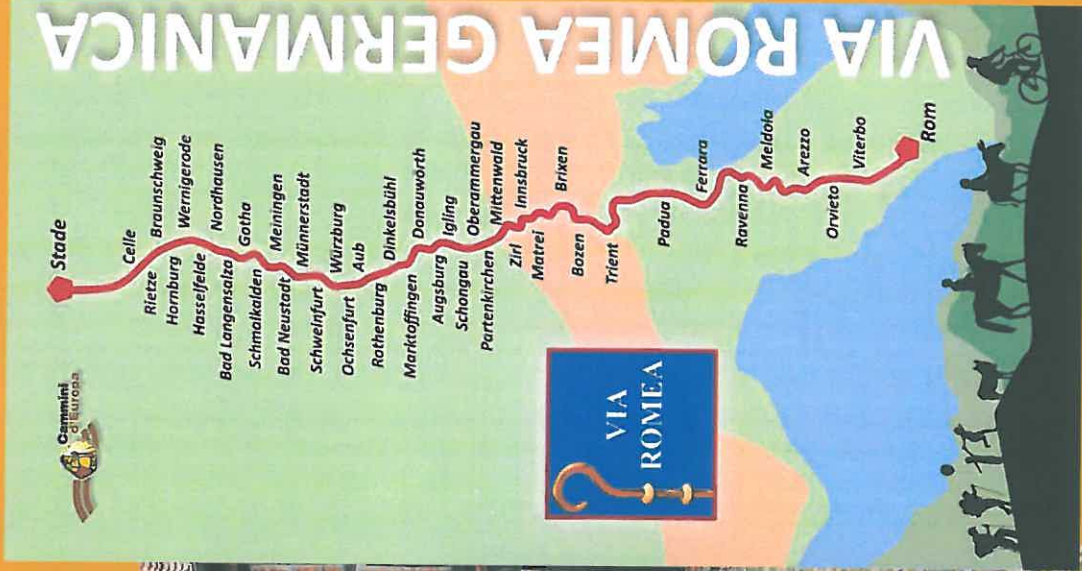 VIA ROMEA GERMANICA
Cammini
d'Europa
Stade
Celle
Rietze
Braunschweig
Hornburg
Wernigerode
Hasselfelde
Nordhausen
Bad Langensalza
Gotha
Schmalkalden
Meiningen
Bad Neustadt
Münnerstadt
Schweinfurt
Würzburg
Ochsenfurt
Aub
Rothenburg
Dinkelsbühl
Marktoffingen
Donauwörth
Augsburg
Igling
Schongau
Oberammergau
Partenkirchen
Mittenwald
Zirl
Innsbruck
Matrei
Brixen
Bozen
Trient
Padua
Ferrara
Ravenna
Meldola
Arezzo
Orvieto
Viterbo
Rom
VIA
ROMEA